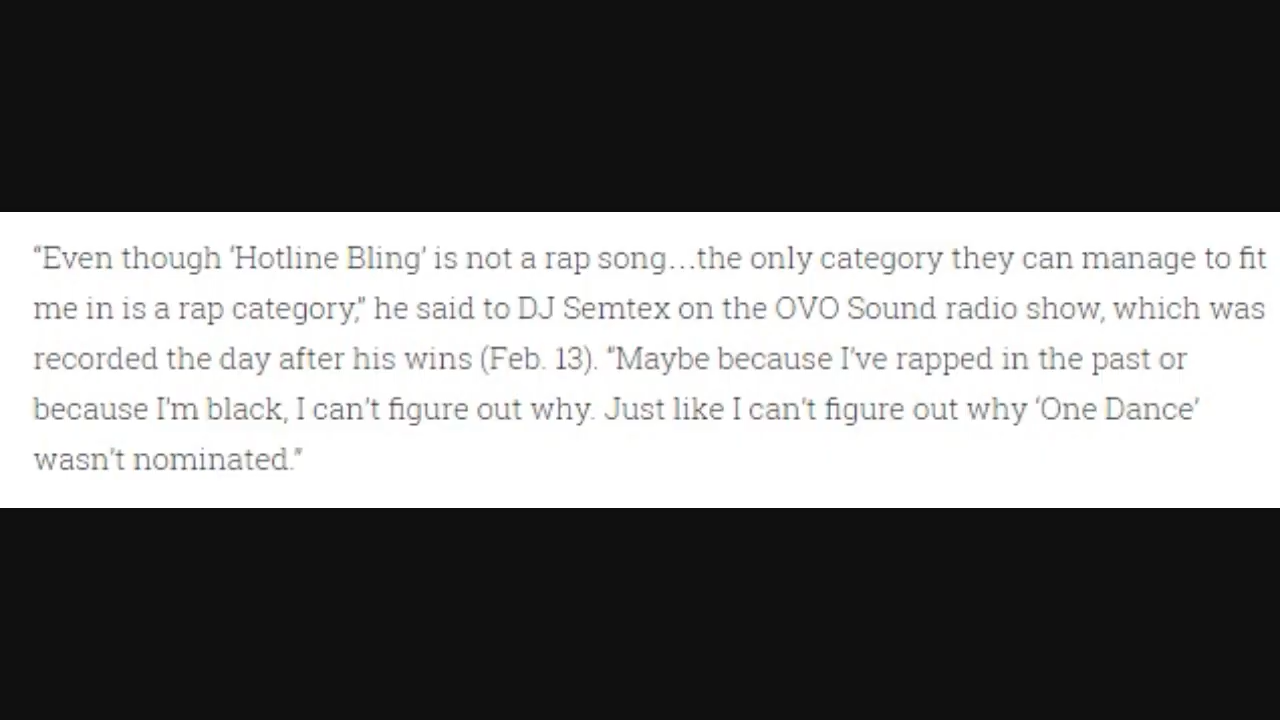 “Even though ‘Hotline Bling’ is not a rap song…the only category they can manage to fit
me in is a rap category,” he said to DJ Semtex on the OVO Sound radio show, which was
recorded the day after his wins (Feb. 13). “Maybe because I’ve rapped in the past or
because I’m black, I can’t figure out why. Just like I can’t figure out why ‘One Dance’
wasn’t nominated.”